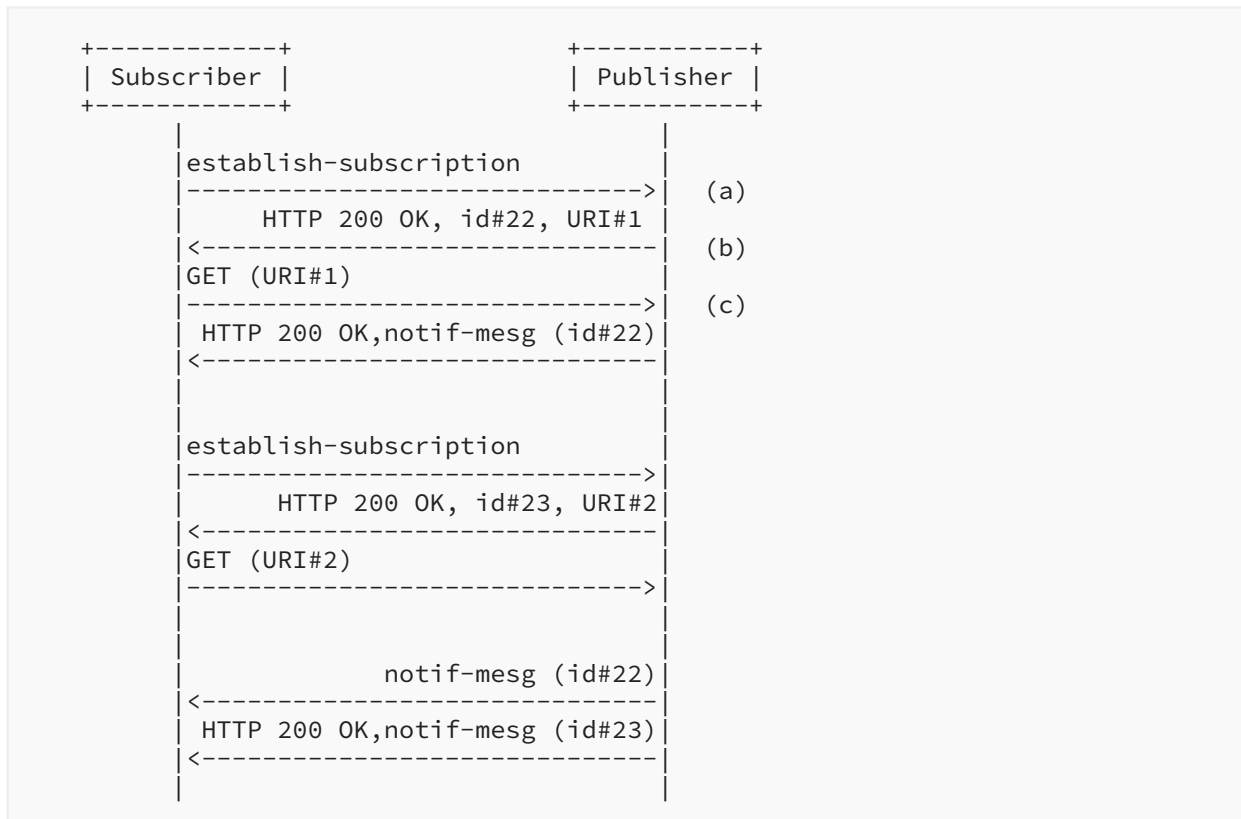 +------------+                  +-----------+
| Subscriber |                  | Publisher |
+------------+                  +-----------+
      |                               |
      |establish-subscription         |
      |------------------------------>|  (a)
      |     HTTP 200 OK, id#22, URI#1 |
      |<------------------------------|  (b)
      |GET (URI#1)                    |
      |------------------------------>|  (c)
      | HTTP 200 OK,notif-mesg (id#22)|
      |<------------------------------|
      |                               |
      |                               |
      |establish-subscription         |
      |------------------------------>|
      |      HTTP 200 OK, id#23, URI#2|
      |<------------------------------|
      |GET (URI#2)                    |
      |------------------------------>|
      |                               |
      |                               |
      |             notif-mesg (id#22)|
      |<------------------------------|
      | HTTP 200 OK,notif-mesg (id#23)|
      |<------------------------------|
      |                               |